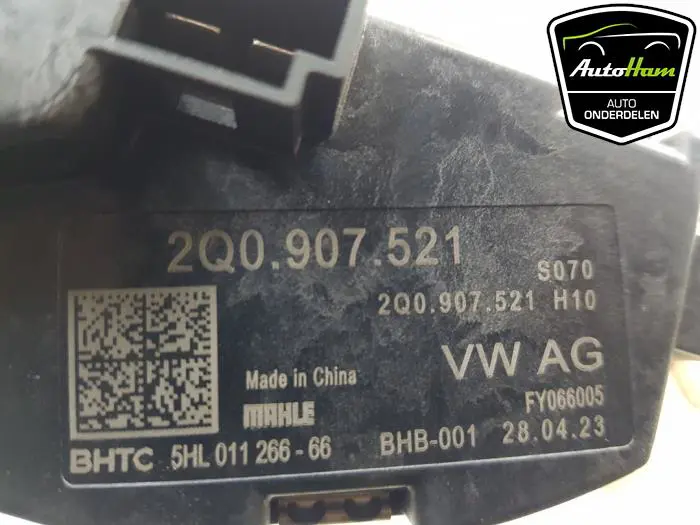 AutoHam
AUTO
ONDERDELEN
2Q0.907.521
S070
2Q0.907.521 H10
VW AG
Made in China
FY066005
MAHLE
BHTC 5HL 011 266-66 BHB-001 28.04.23